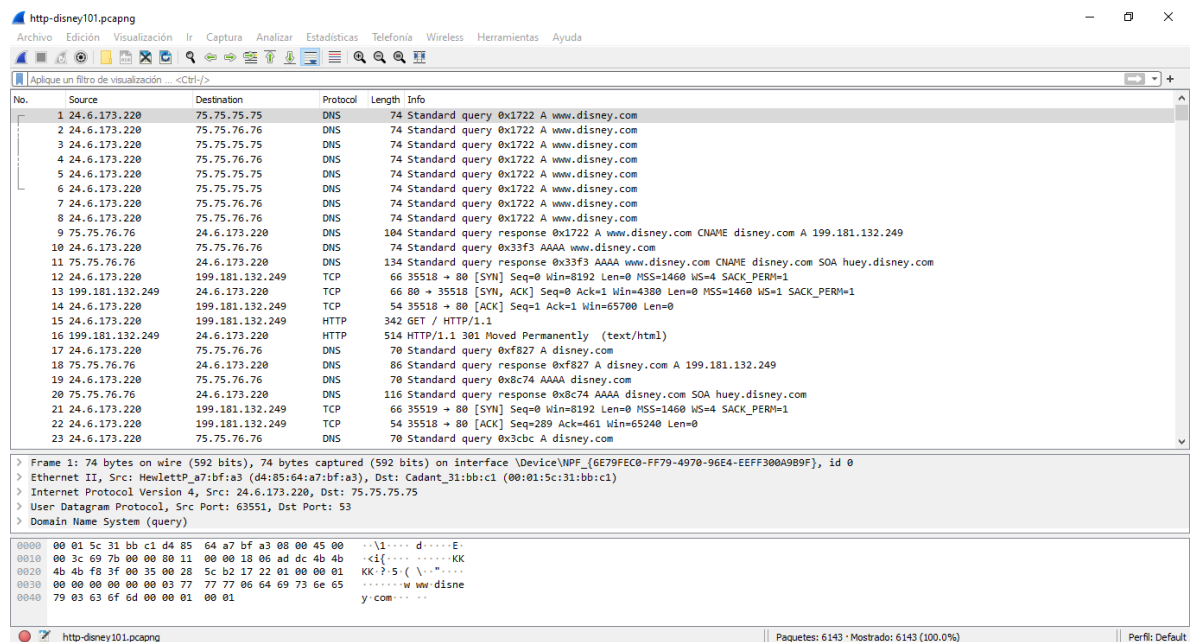 http-disney101.pcapng
Archivo Edición Visualización Ir Captura Analizar Estadísticas Telefonía Wireless Herramientas Ayuda
Aplique un filtro de visualización … <Ctrl-/>
No. Source Destination Protocol Length Info
1 24.6.173.220 75.75.75.75 DNS 74 Standard query 0x1722 A www.disney.com
2 24.6.173.220 75.75.76.76 DNS 74 Standard query 0x1722 A www.disney.com
3 24.6.173.220 75.75.75.75 DNS 74 Standard query 0x1722 A www.disney.com
4 24.6.173.220 75.75.76.76 DNS 74 Standard query 0x1722 A www.disney.com
5 24.6.173.220 75.75.75.75 DNS 74 Standard query 0x1722 A www.disney.com
6 24.6.173.220 75.75.75.75 DNS 74 Standard query 0x1722 A www.disney.com
7 24.6.173.220 75.75.76.76 DNS 74 Standard query 0x1722 A www.disney.com
8 24.6.173.220 75.75.76.76 DNS 74 Standard query 0x1722 A www.disney.com
9 75.75.76.76 24.6.173.220 DNS 104 Standard query response 0x1722 A www.disney.com CNAME disney.com A 199.181.132.249
10 24.6.173.220 75.75.76.76 DNS 74 Standard query 0x33f3 AAAA www.disney.com
11 75.75.76.76 24.6.173.220 DNS 134 Standard query response 0x33f3 AAAA www.disney.com CNAME disney.com SOA huey.disney.com
12 24.6.173.220 199.181.132.249 TCP 66 35518 → 80 [SYN] Seq=0 Win=8192 Len=0 MSS=1460 WS=4 SACK_PERM=1
13 199.181.132.249 24.6.173.220 TCP 66 80 → 35518 [SYN, ACK] Seq=0 Ack=1 Win=4380 Len=0 MSS=1460 WS=1 SACK_PERM=1
14 24.6.173.220 199.181.132.249 TCP 54 35518 → 80 [ACK] Seq=1 Ack=1 Win=65700 Len=0
15 24.6.173.220 199.181.132.249 HTTP 342 GET / HTTP/1.1
16 199.181.132.249 24.6.173.220 HTTP 514 HTTP/1.1 301 Moved Permanently (text/html)
17 24.6.173.220 75.75.76.76 DNS 70 Standard query 0xf827 A disney.com
18 75.75.76.76 24.6.173.220 DNS 86 Standard query response 0xf827 A disney.com A 199.181.132.249
19 24.6.173.220 75.75.76.76 DNS 70 Standard query 0x8c74 AAAA disney.com
20 75.75.76.76 24.6.173.220 DNS 116 Standard query response 0x8c74 AAAA disney.com SOA huey.disney.com
21 24.6.173.220 199.181.132.249 TCP 66 35519 → 80 [SYN] Seq=0 Win=8192 Len=0 MSS=1460 WS=4 SACK_PERM=1
22 24.6.173.220 199.181.132.249 TCP 54 35518 → 80 [ACK] Seq=289 Ack=461 Win=65240 Len=0
23 24.6.173.220 75.75.76.76 DNS 70 Standard query 0x3cbc A disney.com
> Frame 1: 74 bytes on wire (592 bits), 74 bytes captured (592 bits) on interface \Device\NPF_{6E79FEC0-FF79-4970-96E4-EEFF300A9B9F}, id 0
> Ethernet II, Src: HewlettP_a7:bf:a3 (d4:85:64:a7:bf:a3), Dst: Cadant_31:bb:c1 (00:01:5c:31:bb:c1)
> Internet Protocol Version 4, Src: 24.6.173.220, Dst: 75.75.75.75
> User Datagram Protocol, Src Port: 63551, Dst Port: 53
> Domain Name System (query)
0000 00 01 5c 31 bb c1 d4 85 64 a7 bf a3 08 00 45 00 ··\1···· d·····E·
0010 00 3c 69 7b 00 00 80 11 00 00 18 06 ad dc 4b 4b ·<i{···· ······KK
0020 4b 4b f8 3f 00 35 00 28 5c b2 17 22 01 00 00 01 KK·?·5·( \··"····
0030 00 00 00 00 00 00 03 77 77 77 06 64 69 73 6e 65 ·······w ww·disne
0040 79 03 63 6f 6d 00 00 01 00 01 y·com··· ··
http-disney101.pcapng Paquetes: 6143 · Mostrado: 6143 (100.0%) Perfil: Default